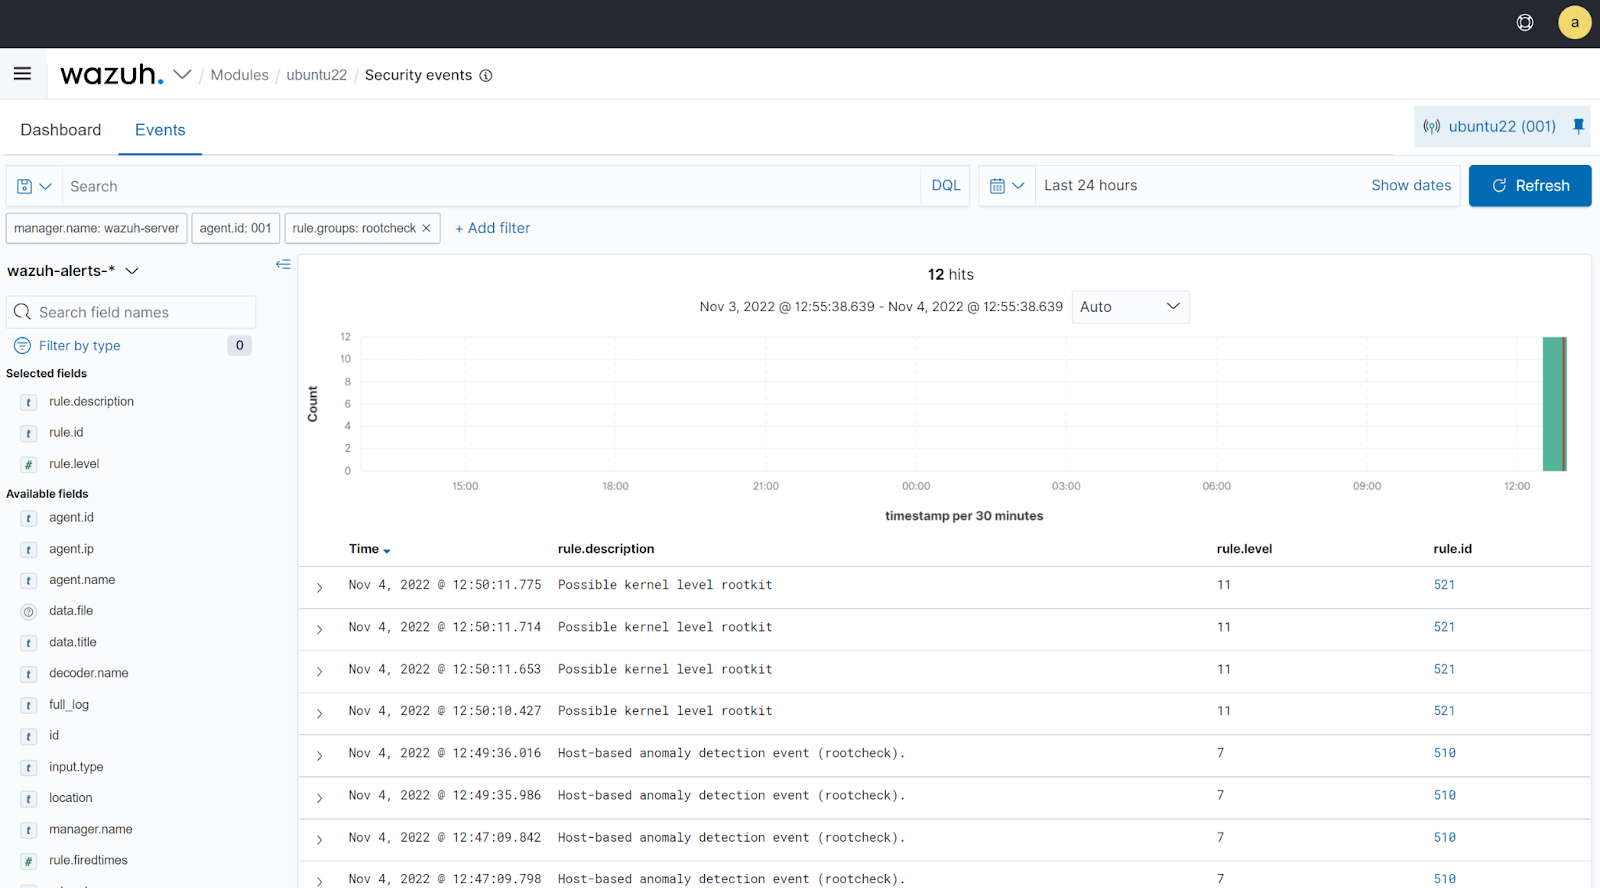 a
wazuh. / Modules / ubuntu22 / Security events
Dashboard Events ubuntu22 (001)
Search DQL Last 24 hours Show dates Refresh
manager.name: wazuh-server agent.id: 001 rule.groups: rootcheck × + Add filter
wazuh-alerts-*
Search field names
Filter by type 0
Selected fields
t rule.description
t rule.id
# rule.level
Available fields
t agent.id
t agent.ip
t agent.name
? data.file
t data.title
t decoder.name
t full_log
t id
t input.type
t location
t manager.name
# rule.firedtimes
12 hits
Nov 3, 2022 @ 12:55:38.639 - Nov 4, 2022 @ 12:55:38.639 Auto
Count
12
10
8
6
4
2
0
15:00 18:00 21:00 00:00 03:00 06:00 09:00 12:00
timestamp per 30 minutes
Time rule.description rule.level rule.id
Nov 4, 2022 @ 12:50:11.775 Possible kernel level rootkit 11 521
Nov 4, 2022 @ 12:50:11.714 Possible kernel level rootkit 11 521
Nov 4, 2022 @ 12:50:11.653 Possible kernel level rootkit 11 521
Nov 4, 2022 @ 12:50:10.427 Possible kernel level rootkit 11 521
Nov 4, 2022 @ 12:49:36.016 Host-based anomaly detection event (rootcheck). 7 510
Nov 4, 2022 @ 12:49:35.986 Host-based anomaly detection event (rootcheck). 7 510
Nov 4, 2022 @ 12:47:09.842 Host-based anomaly detection event (rootcheck). 7 510
Nov 4, 2022 @ 12:47:09.798 Host-based anomaly detection event (rootcheck). 7 510